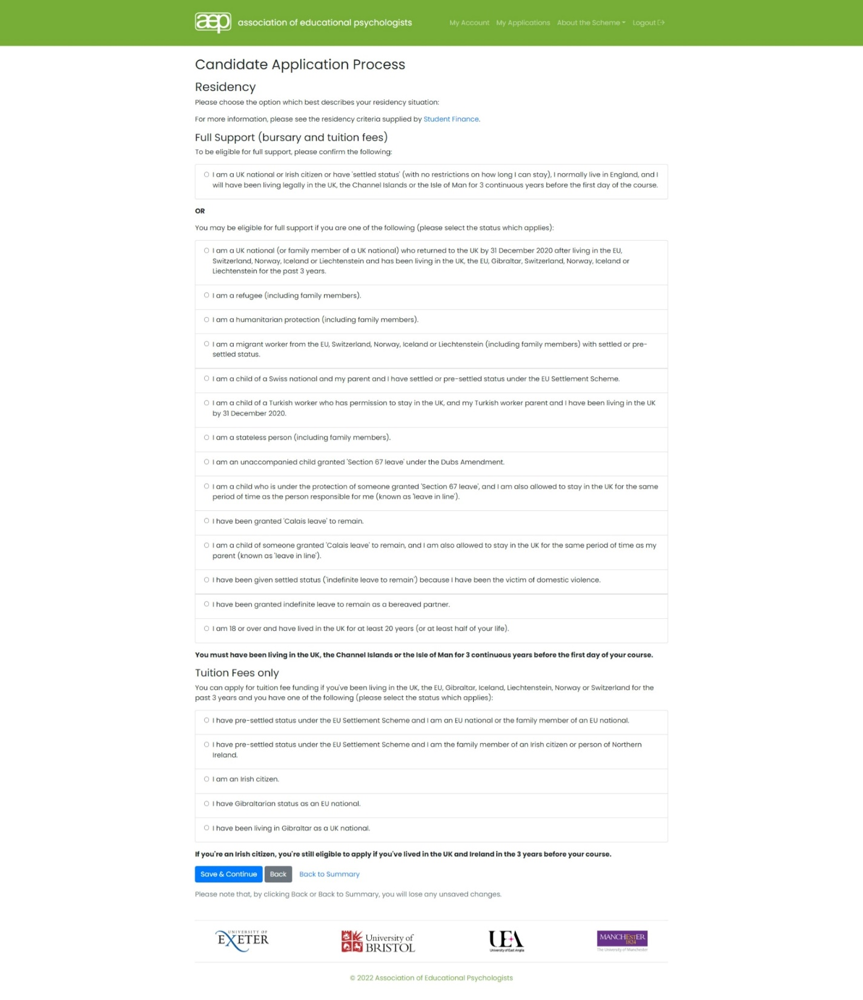 aep association of educational psychologists
My Account My Applications About the Scheme Logout
Candidate Application Process
Residency
Please choose the option which best describes your residency situation:
For more information, please see the residency criteria supplied by Student Finance.
Full Support (bursary and tuition fees)
To be eligible for full support, please confirm the following:
I am a UK national or Irish citizen or have 'settled status' (with no restrictions on how long I can stay), I normally live in England, and I
will have been living legally in the UK, the Channel Islands or the Isle of Man for 3 continuous years before the first day of the course.
OR
You may be eligible for full support if you are one of the following (please select the status which applies):
I am a UK national (or family member of a UK national) who returned to the UK by 31 December 2020 after living in the EU,
Switzerland, Norway, Iceland or Liechtenstein and has been living in the UK, the EU, Gibraltar, Switzerland, Norway, Iceland or
Liechtenstein for the past 3 years.
I am a refugee (including family members).
I am a humanitarian protection (including family members).
I am a migrant worker from the EU, Switzerland, Norway, Iceland or Liechtenstein (including family members) with settled or pre-
settled status.
I am a child of a Swiss national and my parent and I have settled or pre-settled status under the EU Settlement Scheme.
I am a child of a Turkish worker who has permission to stay in the UK, and my Turkish worker parent and I have been living in the UK
by 31 December 2020.
I am a stateless person (including family members).
I am an unaccompanied child granted 'Section 67 leave' under the Dubs Amendment.
I am a child who is under the protection of someone granted 'Section 67 leave', and I am also allowed to stay in the UK for the same
period of time as the person responsible for me (known as 'leave in line').
I have been granted 'Calais leave' to remain.
I am a child of someone granted 'Calais leave' to remain, and I am also allowed to stay in the UK for the same period of time as my
parent (known as 'leave in line').
I have been given settled status ('indefinite leave to remain') because I have been the victim of domestic violence.
I have been granted indefinite leave to remain as a bereaved partner.
I am 18 or over and have lived in the UK for at least 20 years (or at least half of your life).
You must have been living in the UK, the Channel Islands or the Isle of Man for 3 continuous years before the first day of your course.
Tuition Fees only
You can apply for tuition fee funding if you've been living in the UK, the EU, Gibraltar, Iceland, Liechtenstein, Norway or Switzerland for the
past 3 years and you have one of the following (please select the status which applies):
I have pre-settled status under the EU Settlement Scheme and I am an EU national or the family member of an EU national.
I have pre-settled status under the EU Settlement Scheme and I am the family member of an Irish citizen or person of Northern
Ireland.
I am an Irish citizen.
I have Gibraltarian status as an EU national.
I have been living in Gibraltar as a UK national.
If you're an Irish citizen, you're still eligible to apply if you've lived in the UK and Ireland in the 3 years before your course.
Save & Continue Back Back to Summary
Please note that, by clicking Back or Back to Summary, you will lose any unsaved changes.
UNIVERSITY OF
EXETER
University of
BRISTOL
UEA
University of East Anglia
MANCHESTER
1824
The University of Manchester
© 2022 Association of Educational Psychologists